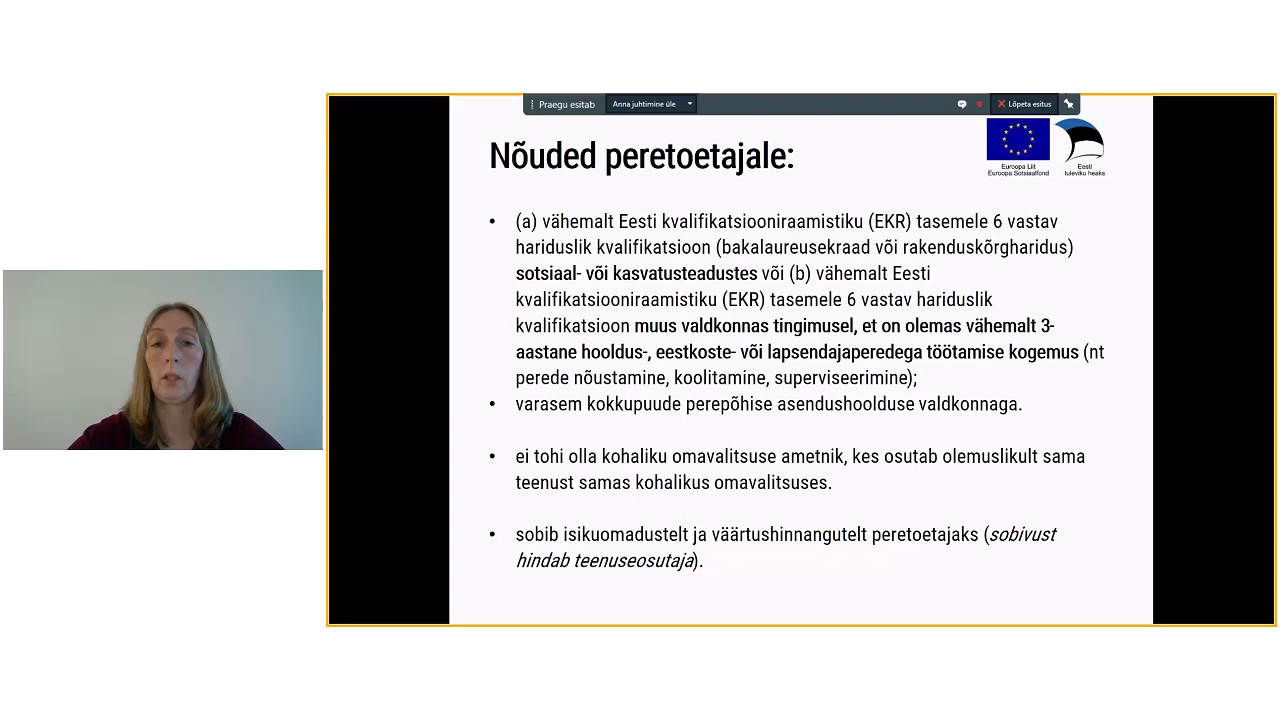 Praegu esitab
Anna juhtimine üle
Lõpeta esitus
Nõuded peretoetajale:
Euroopa Liit
Euroopa Sotsiaalfond
Eesti
tuleviku heaks
• (a) vähemalt Eesti kvalifikatsiooniraamistiku (EKR) tasemele 6 vastav
hariduslik kvalifikatsioon (bakalaureusekraad või rakenduskõrgharidus)
sotsiaal- või kasvatusteadustes või (b) vähemalt Eesti
kvalifikatsiooniraamistiku (EKR) tasemele 6 vastav hariduslik
kvalifikatsioon muus valdkonnas tingimusel, et on olemas vähemalt 3-
aastane hooldus-, eestkoste- või lapsendajaperedega töötamise kogemus (nt
perede nõustamine, koolitamine, superviseerimine);
• varasem kokkupuude perepõhise asendushoolduse valdkonnaga.
• ei tohi olla kohaliku omavalitsuse ametnik, kes osutab olemuslikult sama
teenust samas kohalikus omavalitsuses.
• sobib isikuomadustelt ja väärtushinnangutelt peretoetajaks (sobivust
hindab teenuseosutaja).